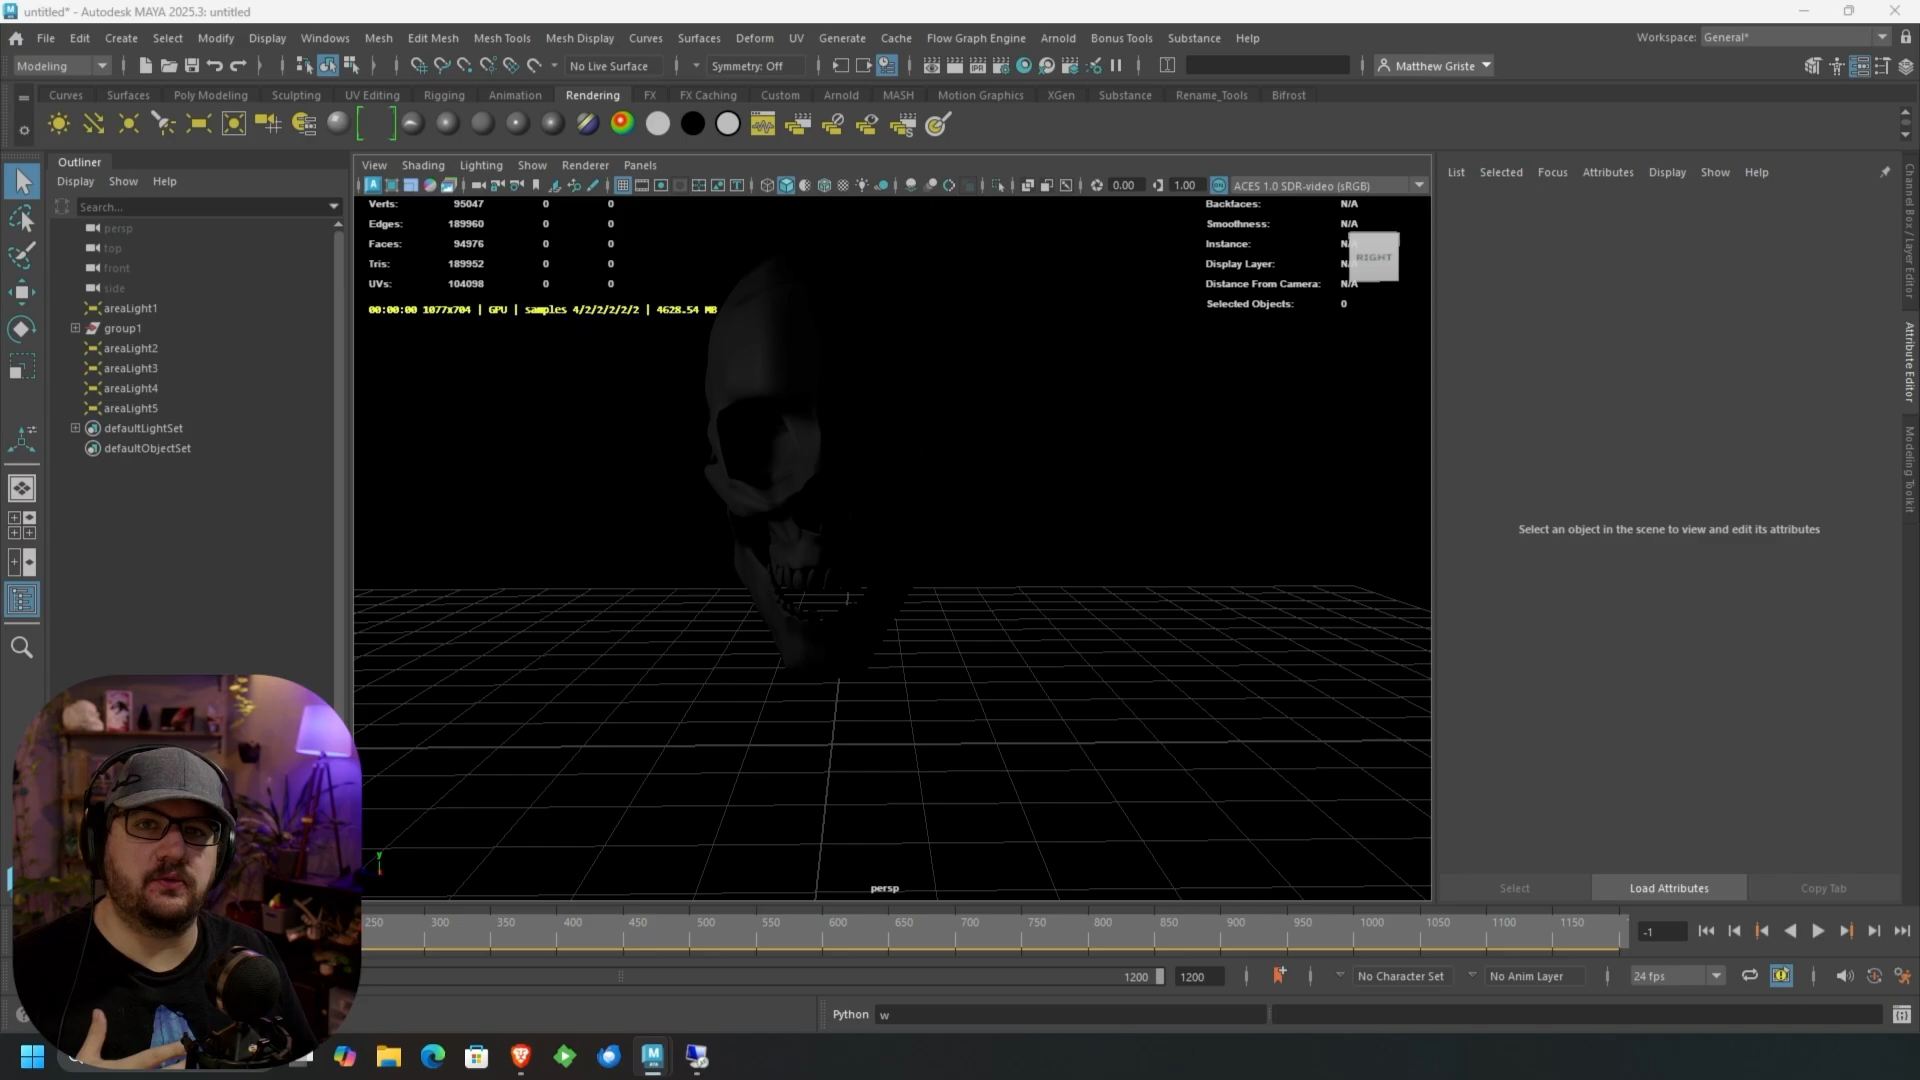 untitled* - Autodesk MAYA 2025.3: untitled
File Edit Create Select Modify Display Windows Mesh Edit Mesh Mesh Tools Mesh Display Curves Surfaces Deform UV Generate Cache Flow Graph Engine Arnold Bonus Tools Substance Help
Workspace: General*
Modeling
No Live Surface
Symmetry: Off
Matthew Griste
Curves Surfaces Poly Modeling Sculpting UV Editing Rigging Animation Rendering FX FX Caching Custom Arnold MASH Motion Graphics XGen Substance Rename_Tools Bifrost
Outliner
Display Show Help
Search...
persp
top
front
side
areaLight1
group1
areaLight2
areaLight3
areaLight4
areaLight5
defaultLightSet
defaultObjectSet
View Shading Lighting Show Renderer Panels
0.00 1.00 ACES 1.0 SDR-video (sRGB)
Verts: 95047 0 0
Edges: 189960 0 0
Faces: 94976 0 0
Tris: 189952 0 0
UVs: 104098 0 0
00:00:00 1077x704 | GPU | samples 4/2/2/2/2/2 | 4628.54 MB
Backfaces: N/A
Smoothness: N/A
Instance:
Display Layer:
Distance From Camera: N/A
Selected Objects: 0
RIGHT
persp
List Selected Focus Attributes Display Show Help
Select an object in the scene to view and edit its attributes
Select Load Attributes Copy Tab
Channel Box / Layer Editor
Attribute Editor
Modeling Toolkit
250 300 350 400 450 500 550 600 650 700 750 800 850 900 950 1000 1050 1100 1150
-1
1200 1200
No Character Set
No Anim Layer
24 fps
Python w